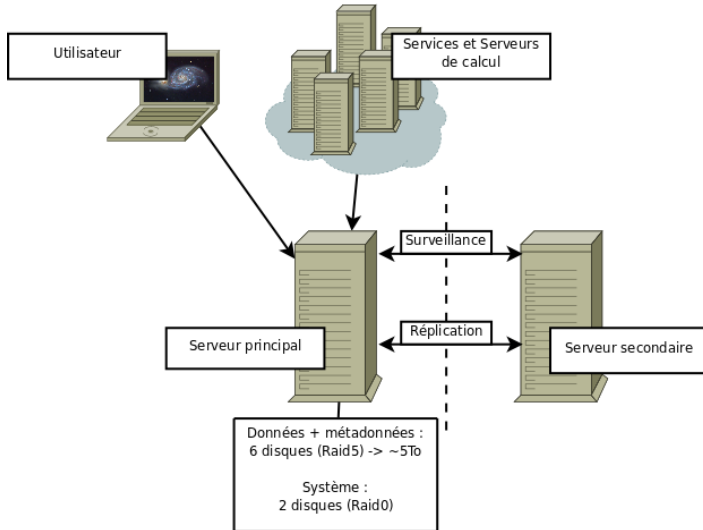 Utilisateur
Services et Serveurs
de calcul
Surveillance
Réplication
Serveur principal
Serveur secondaire
Données + métadonnées :
6 disques (Raid5) -> ~5To
Système :
2 disques (Raid0)